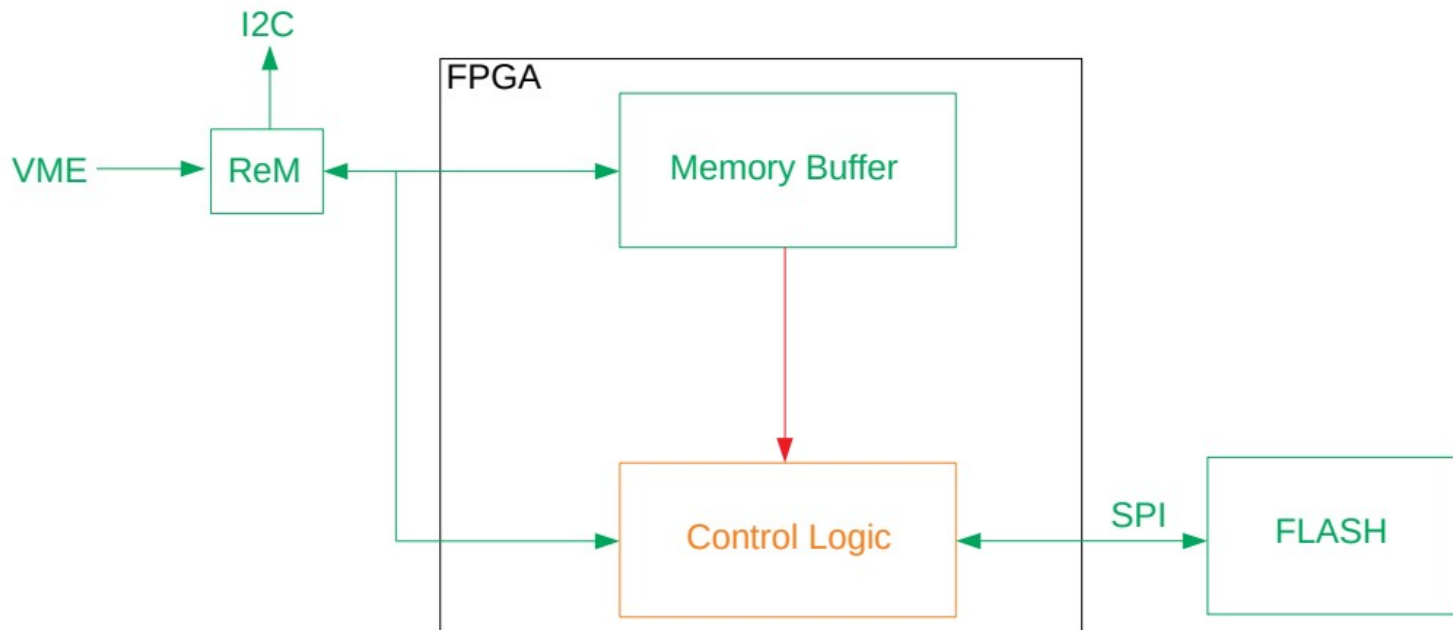 I2C
FPGA
VME
ReM
Memory Buffer
Control Logic
SPI
FLASH